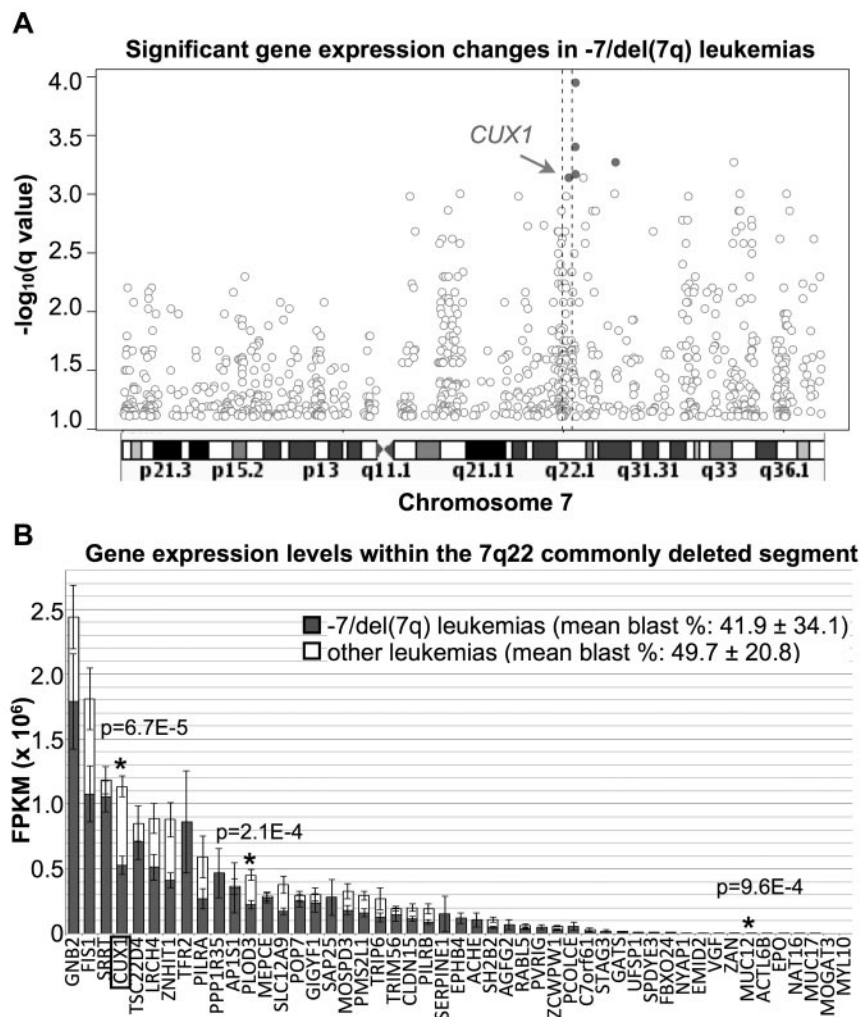 A
Significant gene expression changes in -7/del(7q) leukemias
4.0
3.5
3.0
2.5
2.0
1.5
1.0
-log10(q value)
CUX1
p21.3 p15.2 p13 q11.1 q21.11 q22.1 q31.31 q33 q36.1
Chromosome 7
B
Gene expression levels within the 7q22 commonly deleted segment
-7/del(7q) leukemias (mean blast %: 41.9 ± 34.1)
other leukemias (mean blast %: 49.7 ± 20.8)
2.5
2.0
1.5
1.0
0.5
0
FPKM (x 10⁶)
p=6.7E-5
*
p=2.1E-4
*
p=9.6E-4
*
GNB2
FIS1
SRRT
CUX1
TSC22D4
LRCH4
ZNHIT1
TFR2
PILRA
PPP1R35
AP1S1
PLOD3
MEPCE
SLC12A9
POP7
GIGYF1
SAP25
MOSPD3
PMS2L1
TRIP6
TRIM56
CLDN15
PILRB
SERPINE1
EPHB4
ACHE
SH2B2
AGFG2
RABL5
PVRIG
ZCWPW1
PCOLCE
C7orf61
STAG3
GATS
UFSP1
SPDYE3
FBXO24
NYAP1
EMID2
VGF
ZAN
MUC12
ACTL6B
EPO
NAT16
MUC17
MOGAT3
MYL10